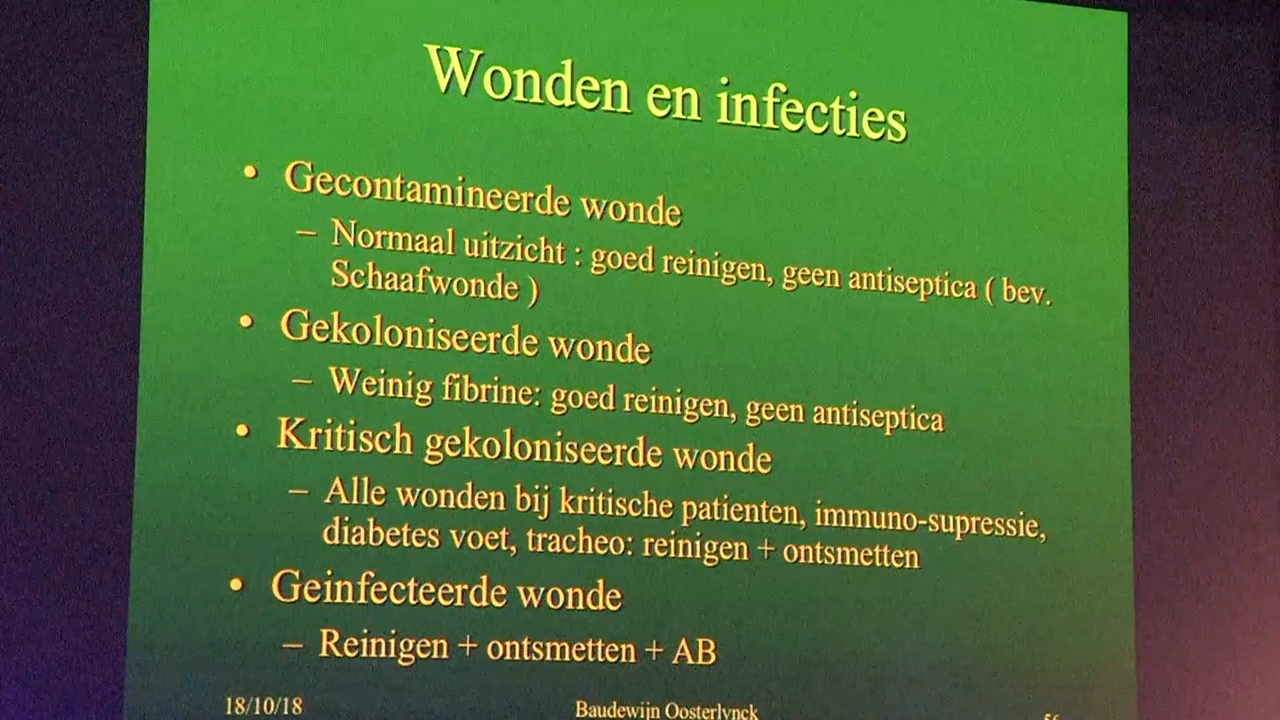 Wonden en infecties
• Gecontamineerde wonde
– Normaal uitzicht : goed reinigen, geen antiseptica ( bev.
Schaafwonde )
• Gekoloniseerde wonde
– Weinig fibrine: goed reinigen, geen antiseptica
• Kritisch gekoloniseerde wonde
– Alle wonden bij kritische patienten, immuno-supressie,
diabetes voet, tracheo: reinigen + ontsmetten
• Geinfecteerde wonde
– Reinigen + ontsmetten + AB
18/10/18 Baudewijn Oosterlynck